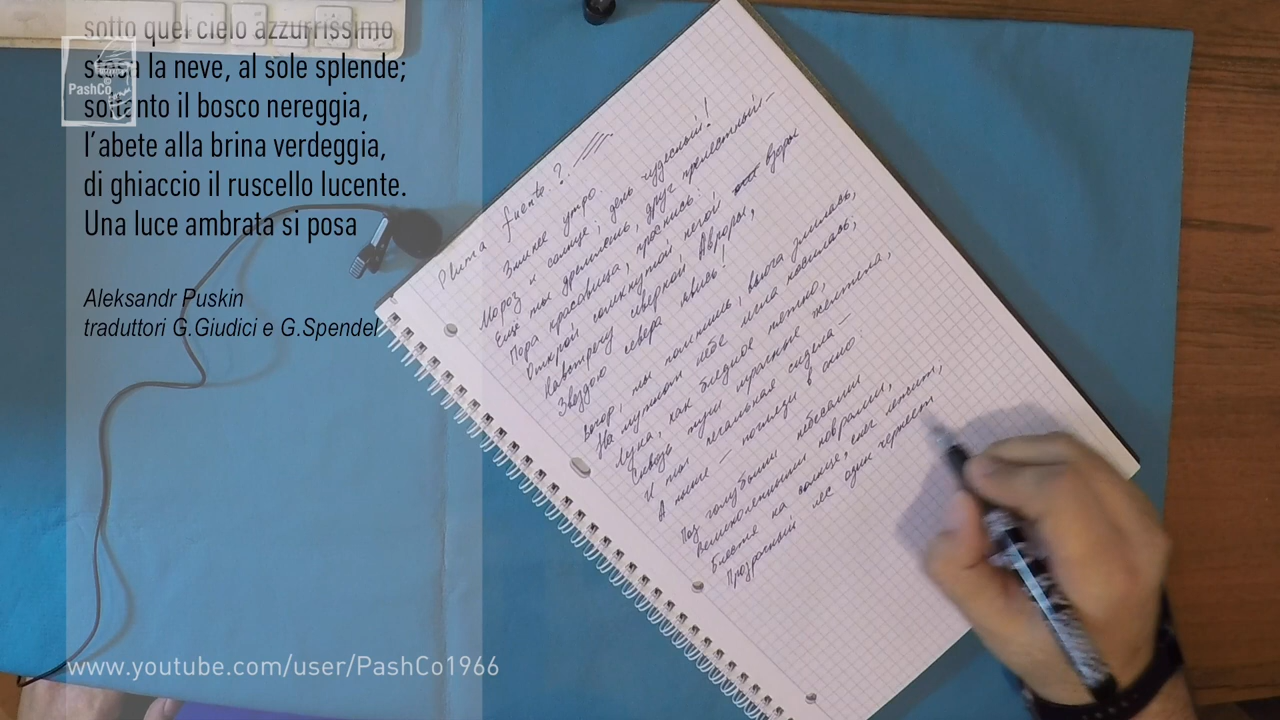 sotto quel cielo azzurrissimo
stesa la neve, al sole splende;
soltanto il bosco nereggia,
l'abete alla brina verdeggia,
di ghiaccio il ruscello lucente.
Una luce ambrata si posa
Aleksandr Puskin
traduttori G.Giudici e G.Spendel
PashCo
www.youtube.com/user/PashCo1966
Penna fuente?
Зимнее утро.
Мороз и солнце; день чудесный!
Ещё ты дремлешь, друг прелестный –
Пора, красавица, проснись:
Открой сомкнуты негой взоры
Навстречу северной Авроры,
Звездою севера явись!
Вечор, ты помнишь, вьюга злилась,
На мутном небе мгла носилась;
Луна, как бледное пятно,
Сквозь тучи мрачные желтела,
И ты печальная сидела –
А нынче – погляди в окно
Под голубыми небесами
Великолепными коврами,
Блестя на солнце, снег лежит;
Прозрачный лес один чернеет